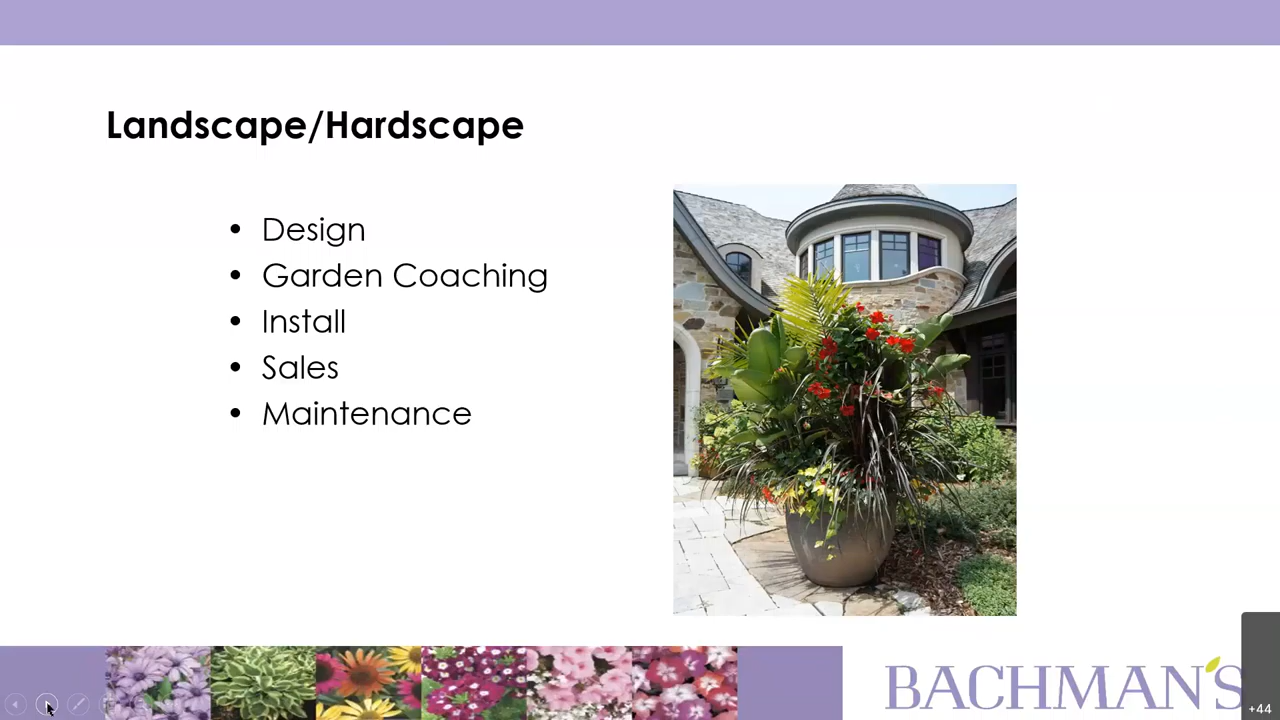 Landscape/Hardscape
• Design
• Garden Coaching
• Install
• Sales
• Maintenance
BACHMAN'S
+44